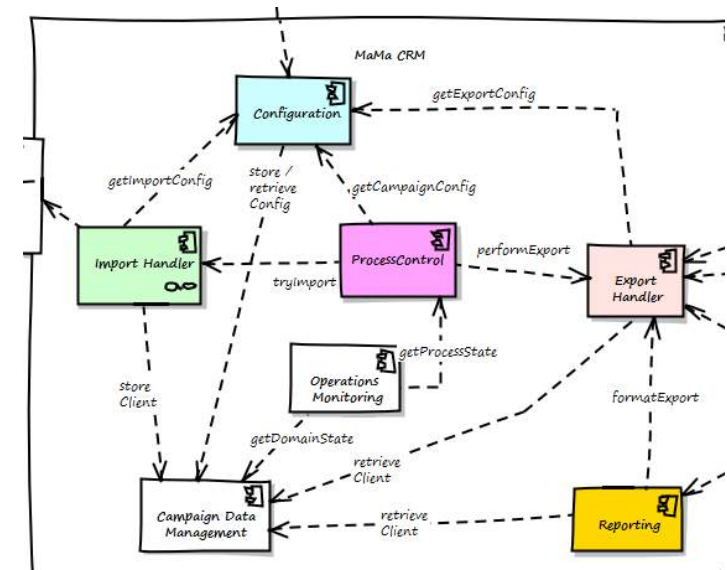 MaMa CRM
getExportConfig
Configuration
getImportConfig
store /
retrieve
Config
getCampaignConfig
Import Handler
ProcessControl
performExport
tryImport
Export
Handler
getProcessState
Operations
Monitoring
store
Client
formatExport
getDomainState
retrieve
Client
Campaign Data
Management
retrieve
Client
Reporting